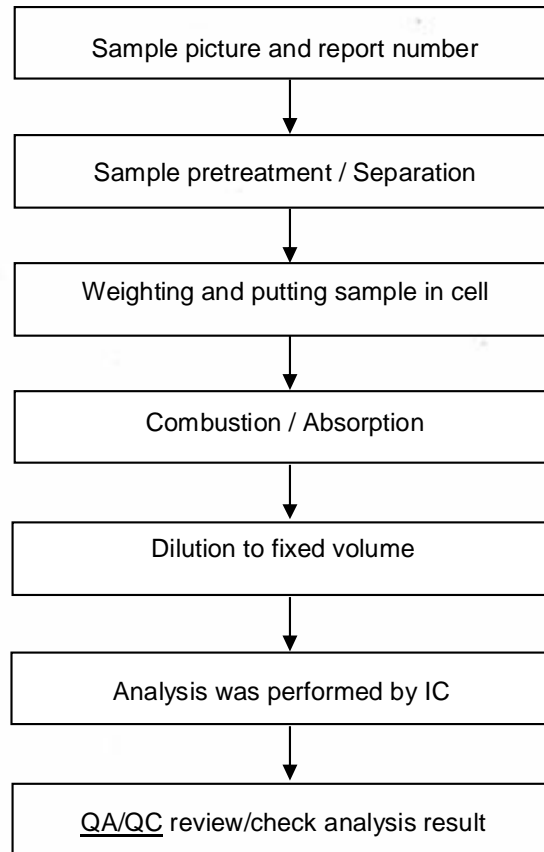 Sample picture and report number
Sample pretreatment / Separation
Weighting and putting sample in cell
Combustion / Absorption
Dilution to fixed volume
Analysis was performed by IC
QA/QC review/check analysis result